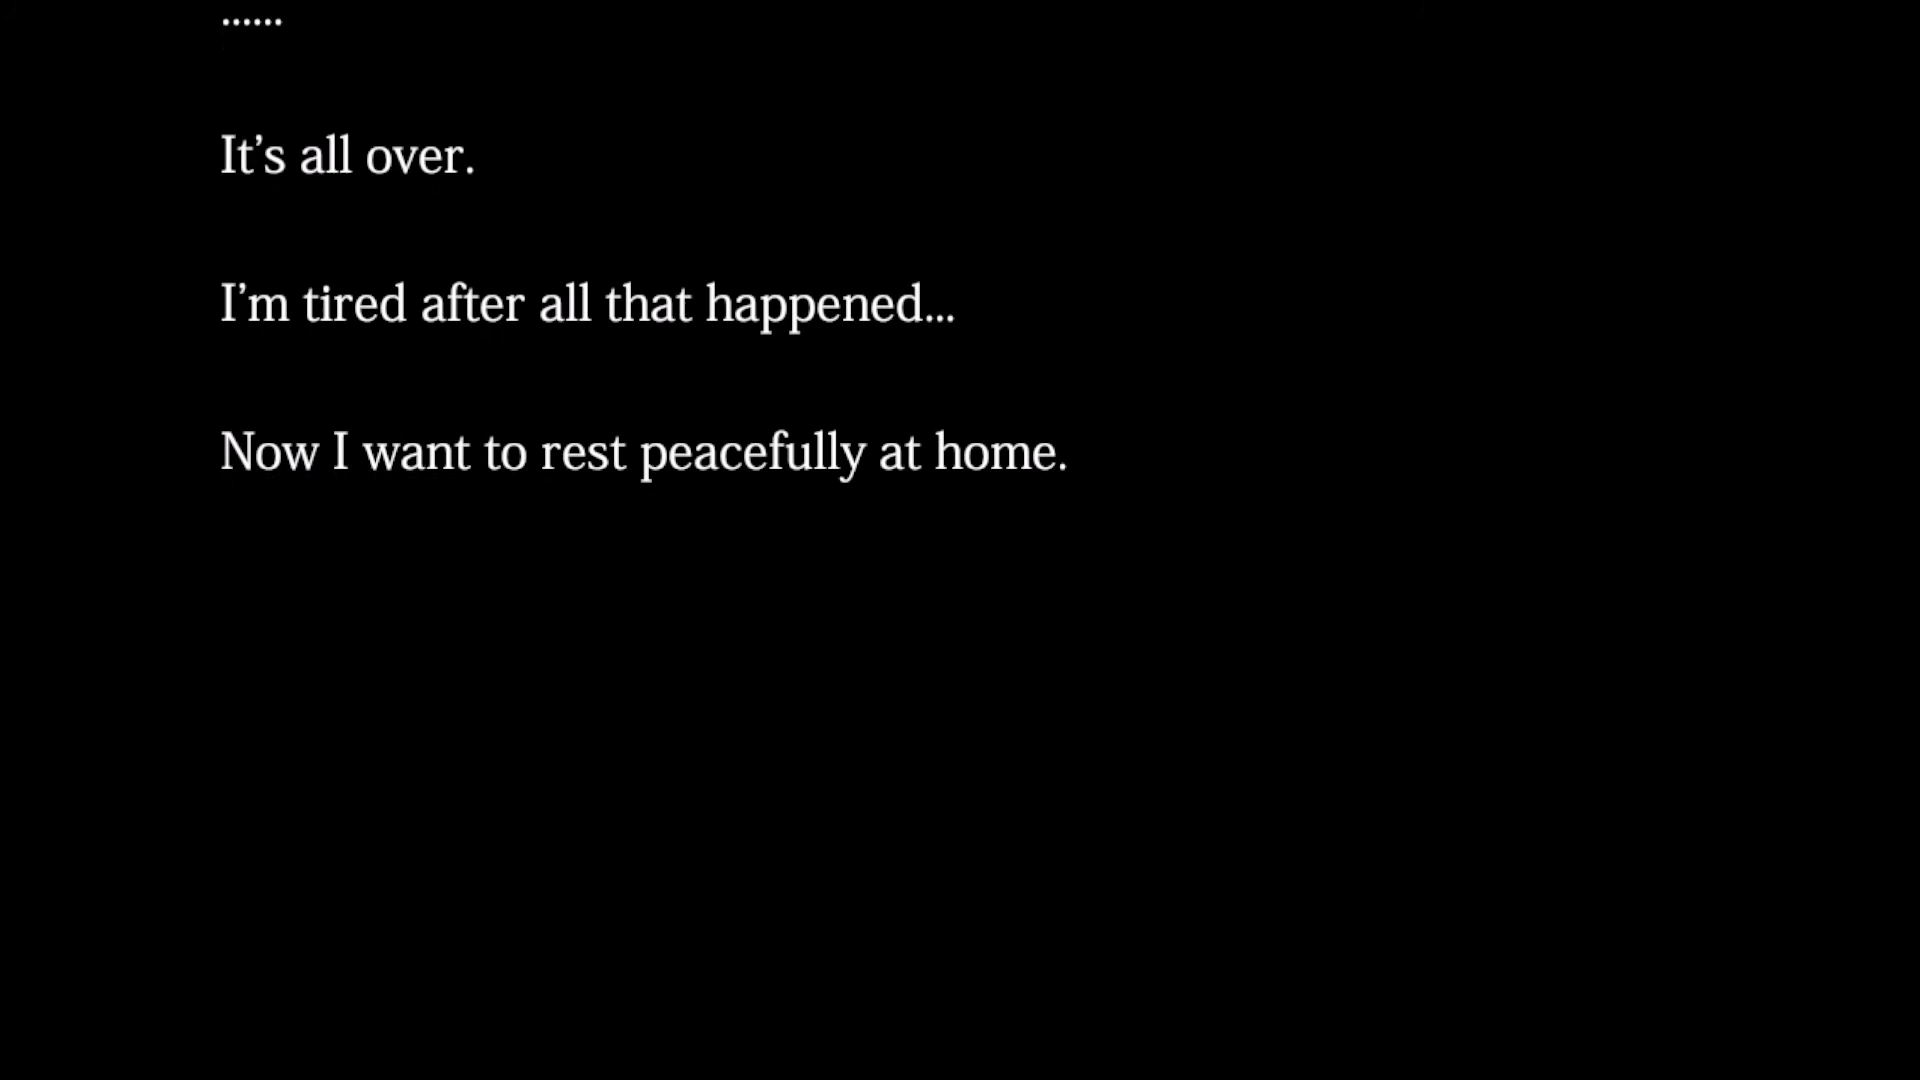 ......
It’s all over.
I’m tired after all that happened...
Now I want to rest peacefully at home.